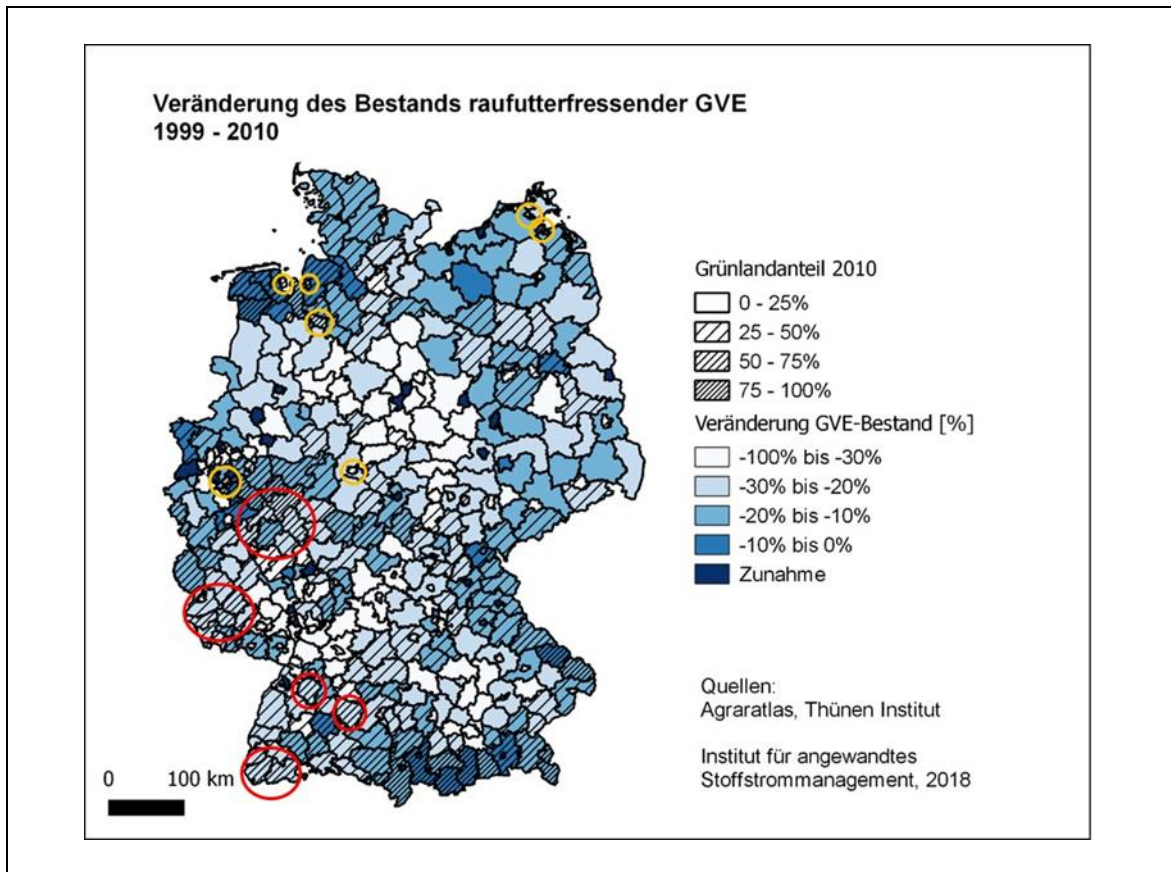 Veränderung des Bestands raufutterfressender GVE
1999 - 2010
Grünlandanteil 2010
0 - 25%
25 - 50%
50 - 75%
75 - 100%
Veränderung GVE-Bestand [%]
-100% bis -30%
-30% bis -20%
-20% bis -10%
-10% bis 0%
Zunahme
Quellen:
Agraratlas, Thünen Institut
Institut für angewandtes
Stoffstrommanagement, 2018
0 100 km